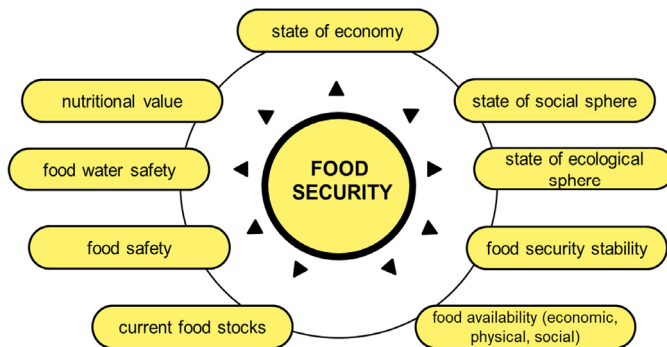 state of economy
nutritional value
state of social sphere
food water safety
FOOD
SECURITY
state of ecological
sphere
food safety
food security stability
current food stocks
food availability (economic,
physical, social)